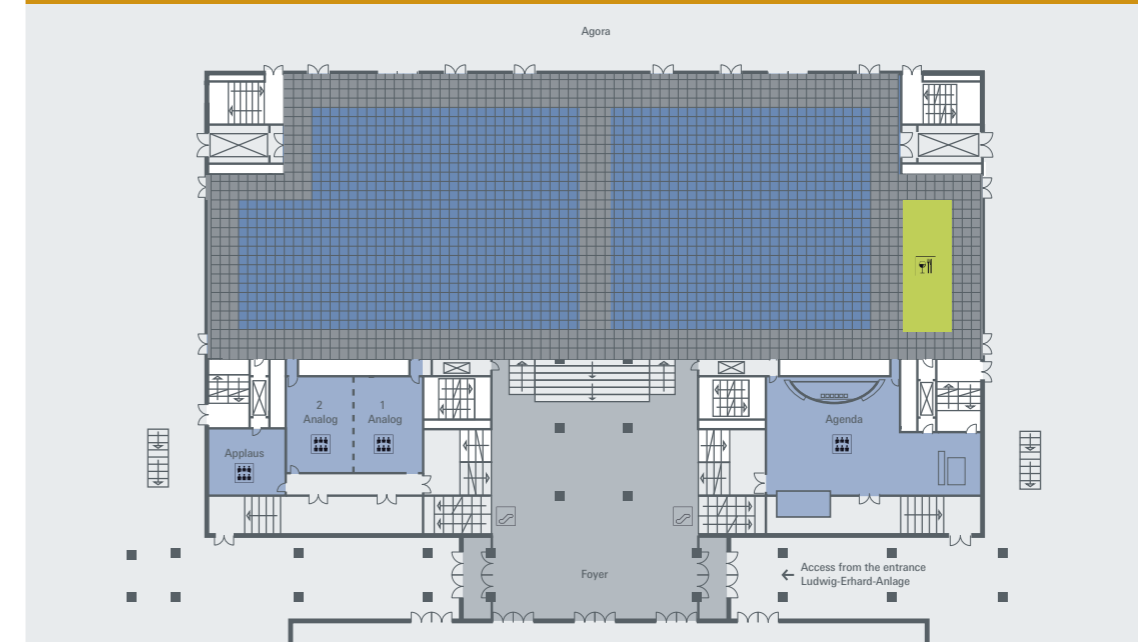 Agora
2
Analog
1
Analog
Agenda
Applaus
Foyer
Access from the entrance
Ludwig-Erhard-Anlage